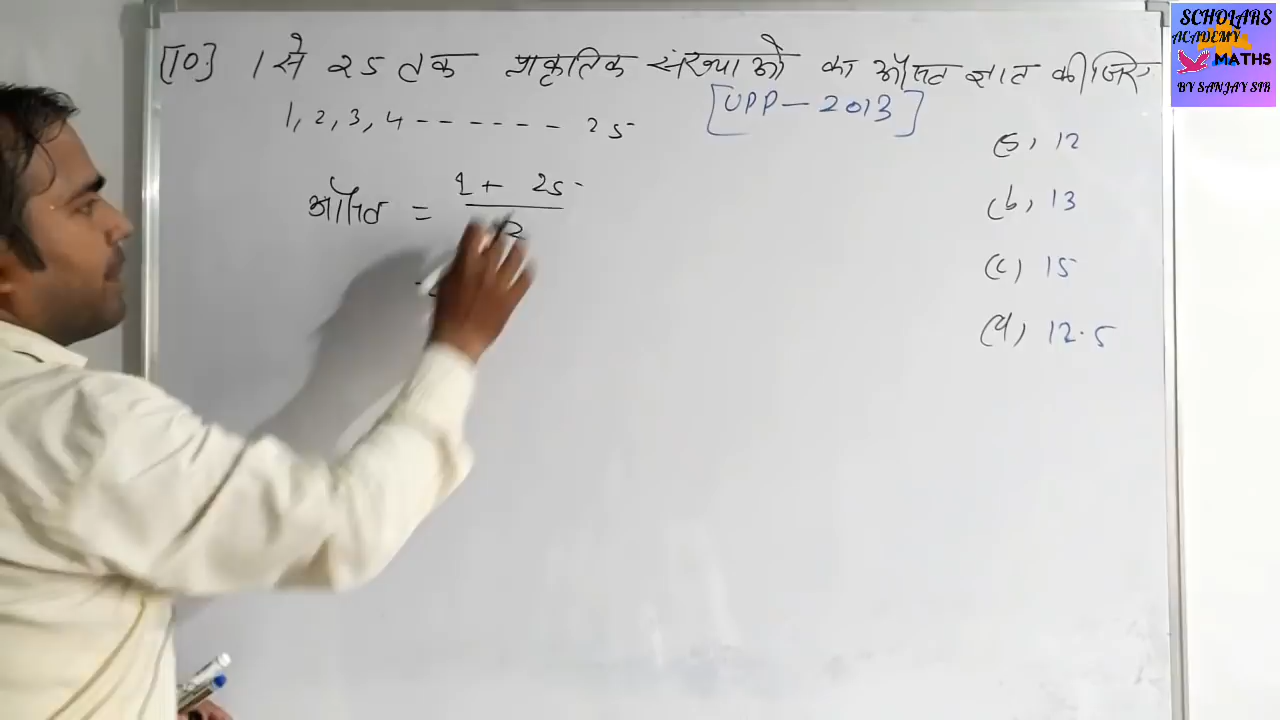 [10] 1 से 25 तक प्राकृतिक संख्याओ का औसत ज्ञात कीजिए
[UPP - 2013]
1, 2, 3, 4 - - - - - - 25
औसत = 1 + 25
2
(a) 12
(b) 13
(c) 15
(d) 12.5
SCHOLARS
ACADEMY
MATHS
BY SANJAY SIR